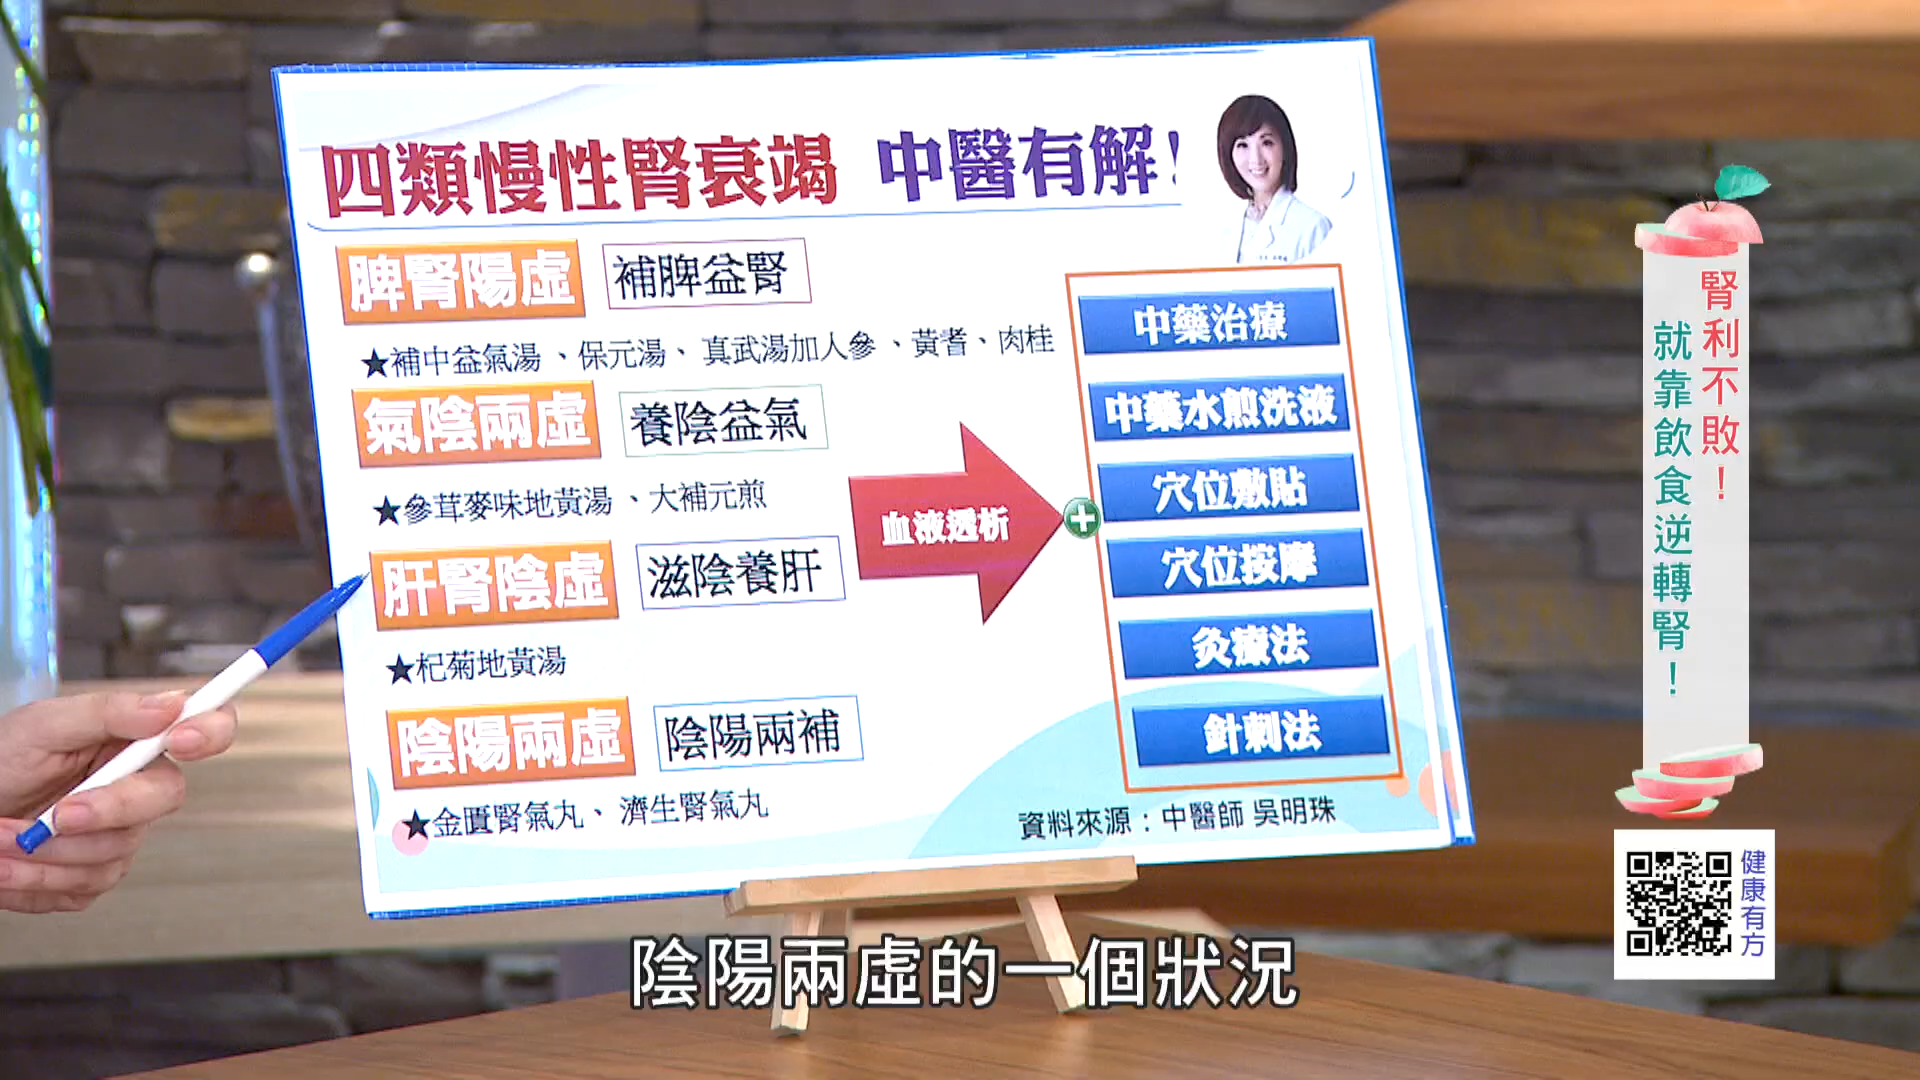 四類慢性腎衰竭 中醫有解!
脾腎陽虛 補脾益腎
★補中益氣湯、保元湯、真武湯加人參、黃耆、肉桂
氣陰兩虛 養陰益氣
★參茸麥味地黃湯、大補元煎
肝腎陰虛 滋陰養肝
★杞菊地黃湯
陰陽兩虛 陰陽兩補
★金匱腎氣丸、濟生腎氣丸
血液透析
中藥治療
中藥水煎洗液
穴位敷貼
穴位按摩
灸療法
針刺法
資料來源:中醫師 吳明珠
腎利不敗!
就靠飲食逆轉腎!
健康有方
陰陽兩虛的一個狀況